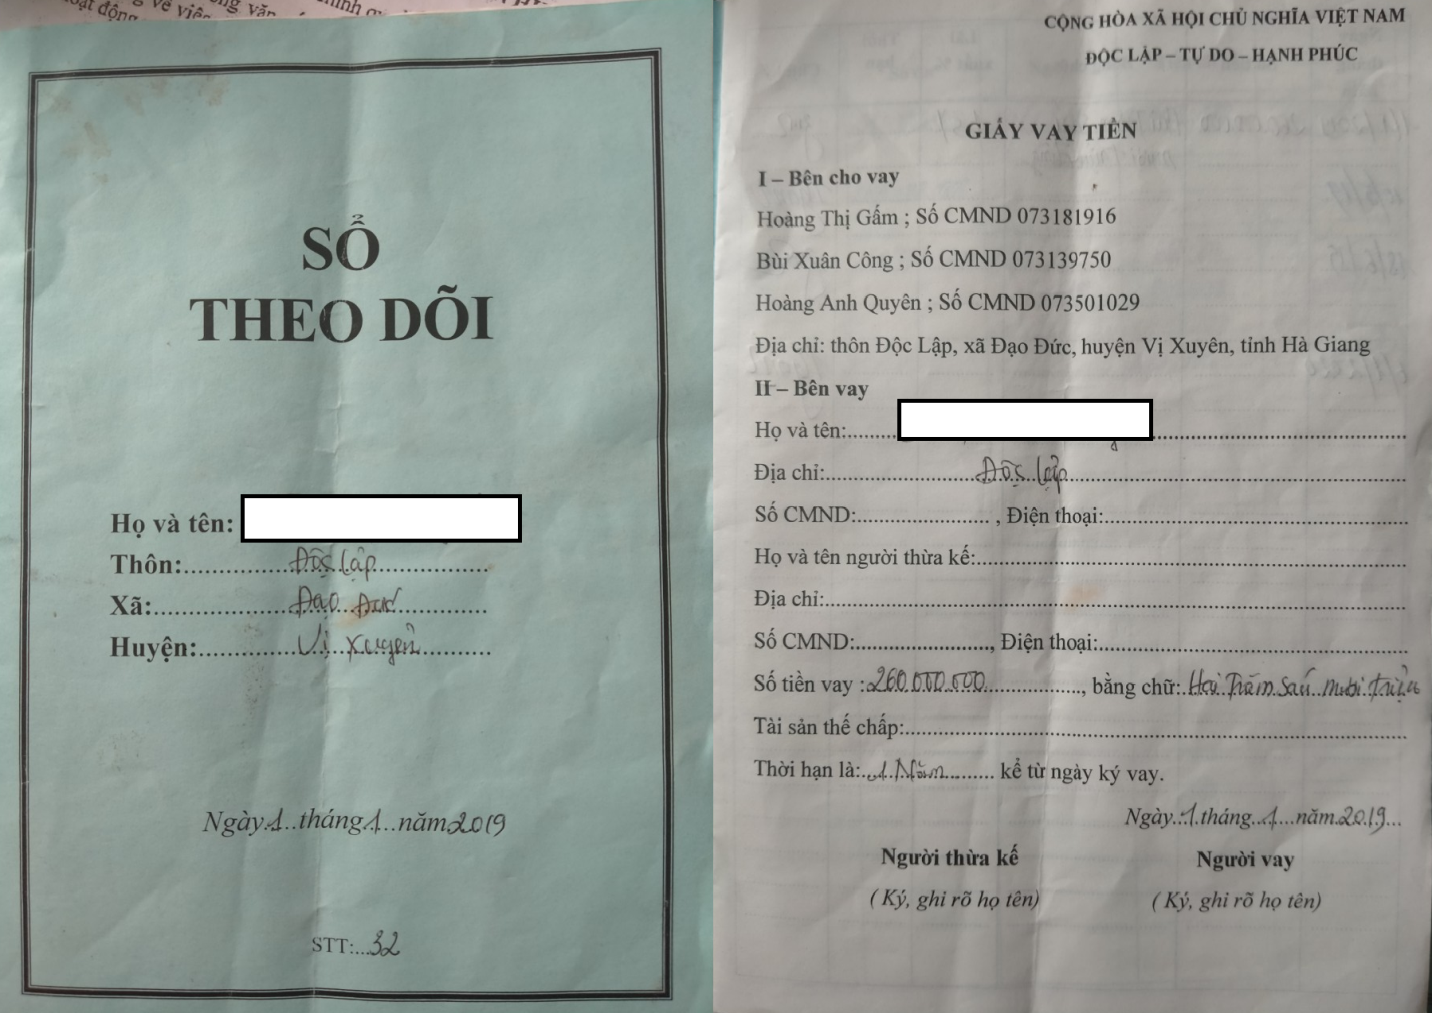 SỔ
THEO DÕI
Họ và tên:
Thôn:..........Độc Lập..........
Xã:..........Đạo Đức..........
Huyện:..........Vị Xuyên..........
Ngày.1..tháng.1..năm.2019
STT:...32
CỘNG HÒA XÃ HỘI CHỦ NGHĨA VIỆT NAM
ĐỘC LẬP – TỰ DO – HẠNH PHÚC
GIẤY VAY TIỀN
I – Bên cho vay
Hoàng Thị Gấm ; Số CMND 073181916
Bùi Xuân Công ; Số CMND 073139750
Hoàng Anh Quyên ; Số CMND 073501029
Địa chỉ: thôn Độc Lập, xã Đạo Đức, huyện Vị Xuyên, tỉnh Hà Giang
II – Bên vay
Họ và tên:..........
Địa chỉ:..........Độc Lập..........
Số CMND:.......... , Điện thoại:..........
Họ và tên người thừa kế:..........
Địa chỉ:..........
Số CMND:.........., Điện thoại:..........
Số tiền vay :.260.000.000.........., bằng chữ:.Hai Trăm Sáu mươi triệu
Tài sản thế chấp:..........
Thời hạn là:...1.Năm.......... kể từ ngày ký vay.
Ngày..1.tháng..1...năm.2019...
Người thừa kế Người vay
( Ký, ghi rõ họ tên) ( Ký, ghi rõ họ tên)